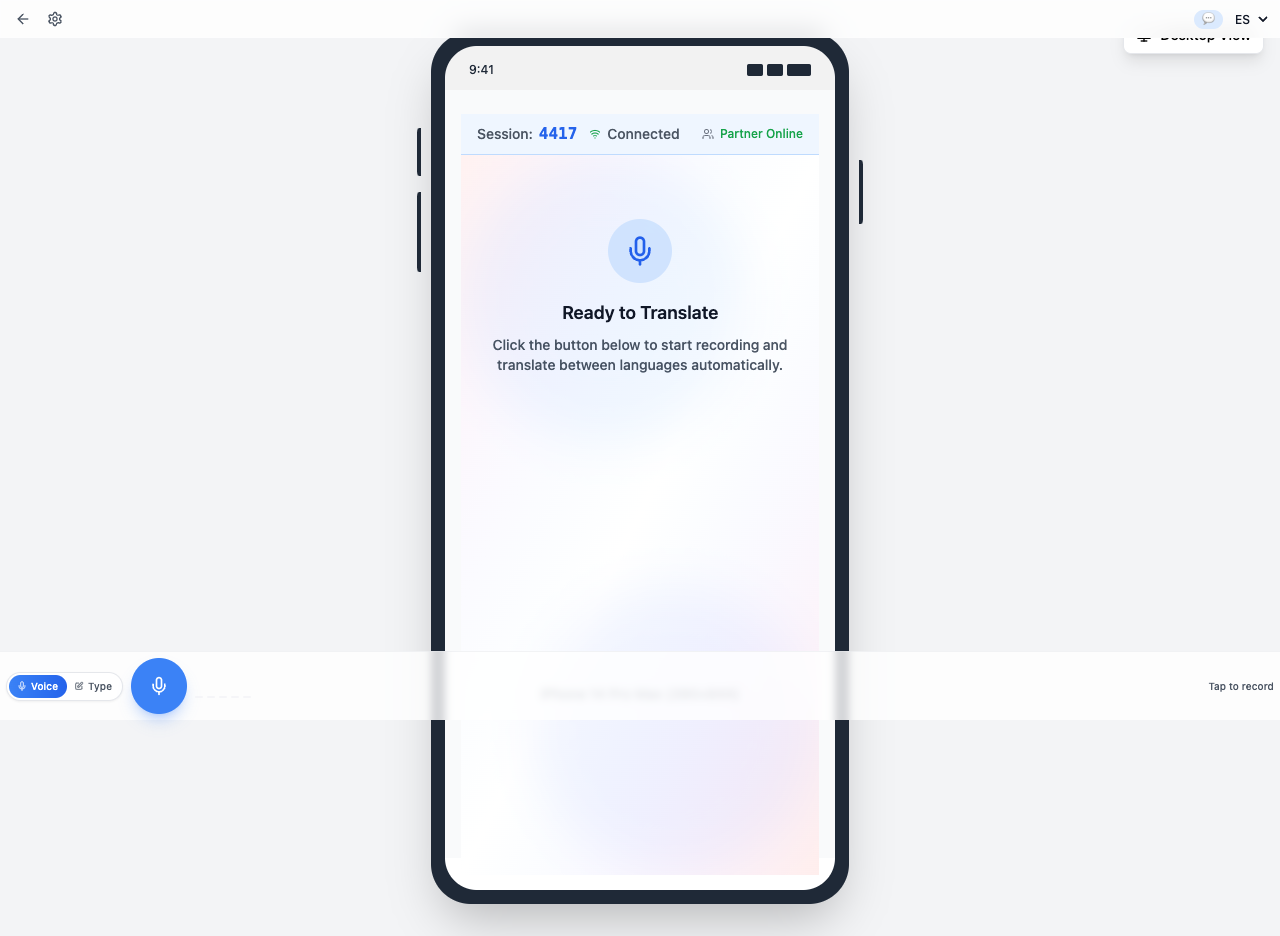 ES
Desktop View
9:41
Session: 4417 Connected Partner Online
Ready to Translate
Click the button below to start recording and
translate between languages automatically.
Voice Type
Tap to record